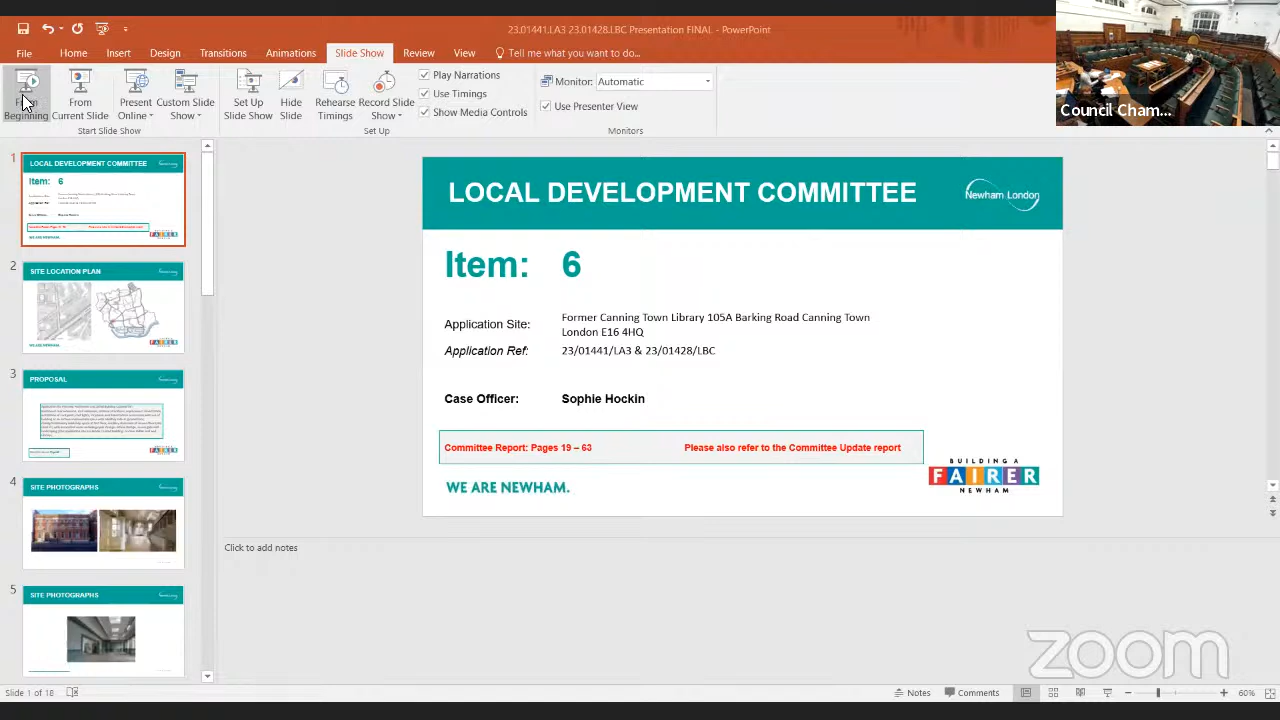 23.01441.LA3 23.01428.LBC Presentation FINAL - PowerPoint
File Home Insert Design Transitions Animations Slide Show Review View Tell me what you want to do...
From Beginning
From Current Slide
Present Online
Custom Slide Show
Start Slide Show
Set Up Slide Show
Hide Slide
Rehearse Timings
Record Slide Show
Play Narrations
Use Timings
Show Media Controls
Set Up
Monitor: Automatic
Use Presenter View
Monitors
Council Cham...
1
LOCAL DEVELOPMENT COMMITTEE
Item: 6
2
SITE LOCATION PLAN
3
PROPOSAL
4
SITE PHOTOGRAPHS
5
SITE PHOTOGRAPHS
LOCAL DEVELOPMENT COMMITTEE
Newham London
Item: 6
Application Site: Former Canning Town Library 105A Barking Road Canning Town
London E16 4HQ
Application Ref: 23/01441/LA3 & 23/01428/LBC
Case Officer: Sophie Hockin
Committee Report: Pages 19 – 63 Please also refer to the Committee Update report
WE ARE NEWHAM.
BUILDING A
FAIRER
NEWHAM
Click to add notes
zoom
Slide 1 of 18
Notes Comments 60%